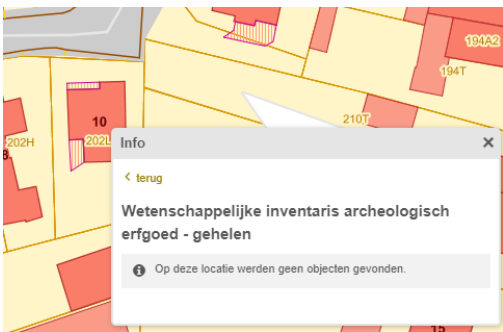 194A2
194T
10
210T
202H
202L
Info
terug
Wetenschappelijke inventaris archeologisch
erfgoed - gehelen
Op deze locatie werden geen objecten gevonden.
15